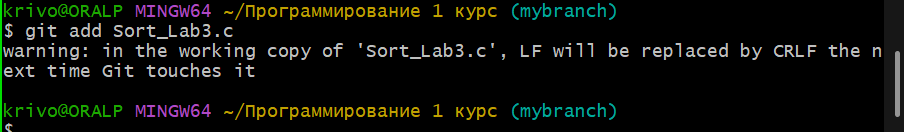 krivo@ORALP MINGW64 ~/Программирование 1 курс (mybranch)
$ git add Sort_Lab3.c
warning: in the working copy of 'Sort_Lab3.c', LF will be replaced by CRLF the n
ext time Git touches it
krivo@ORALP MINGW64 ~/Программирование 1 курс (mybranch)
$